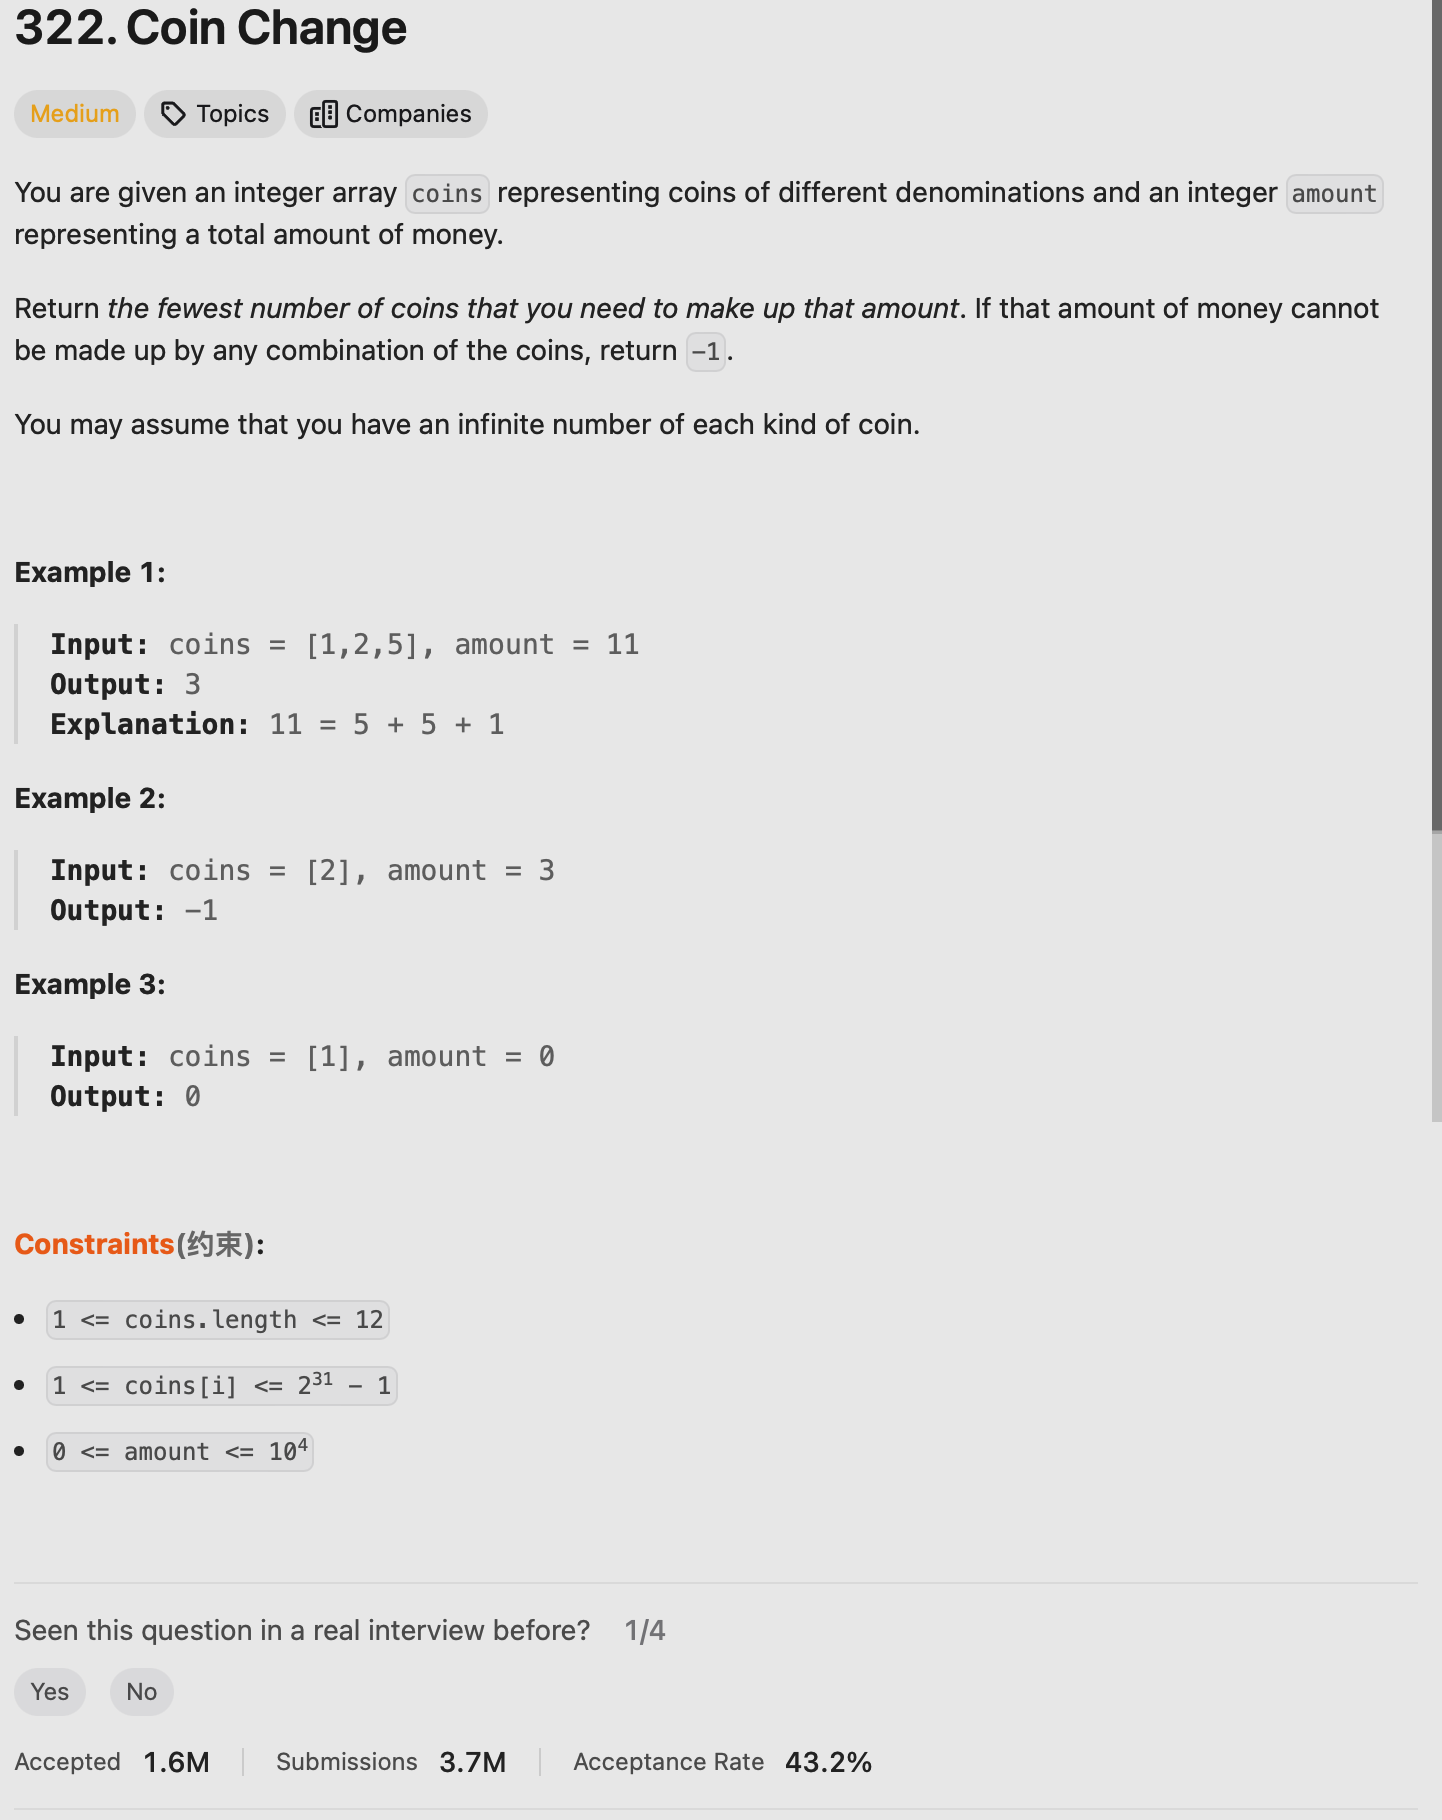 322. Coin Change
Medium Topics Companies
You are given an integer array coins representing coins of different denominations and an integer amount
representing a total amount of money.
Return the fewest number of coins that you need to make up that amount. If that amount of money cannot
be made up by any combination of the coins, return -1.
You may assume that you have an infinite number of each kind of coin.
Example 1:
Input: coins = [1,2,5], amount = 11
Output: 3
Explanation: 11 = 5 + 5 + 1
Example 2:
Input: coins = [2], amount = 3
Output: -1
Example 3:
Input: coins = [1], amount = 0
Output: 0
Constraints(约束):
• 1 <= coins.length <= 12
• 1 <= coins[i] <= 2³¹ - 1
• 0 <= amount <= 10⁴
Seen this question in a real interview before? 1/4
Yes No
Accepted 1.6M Submissions 3.7M Acceptance Rate 43.2%